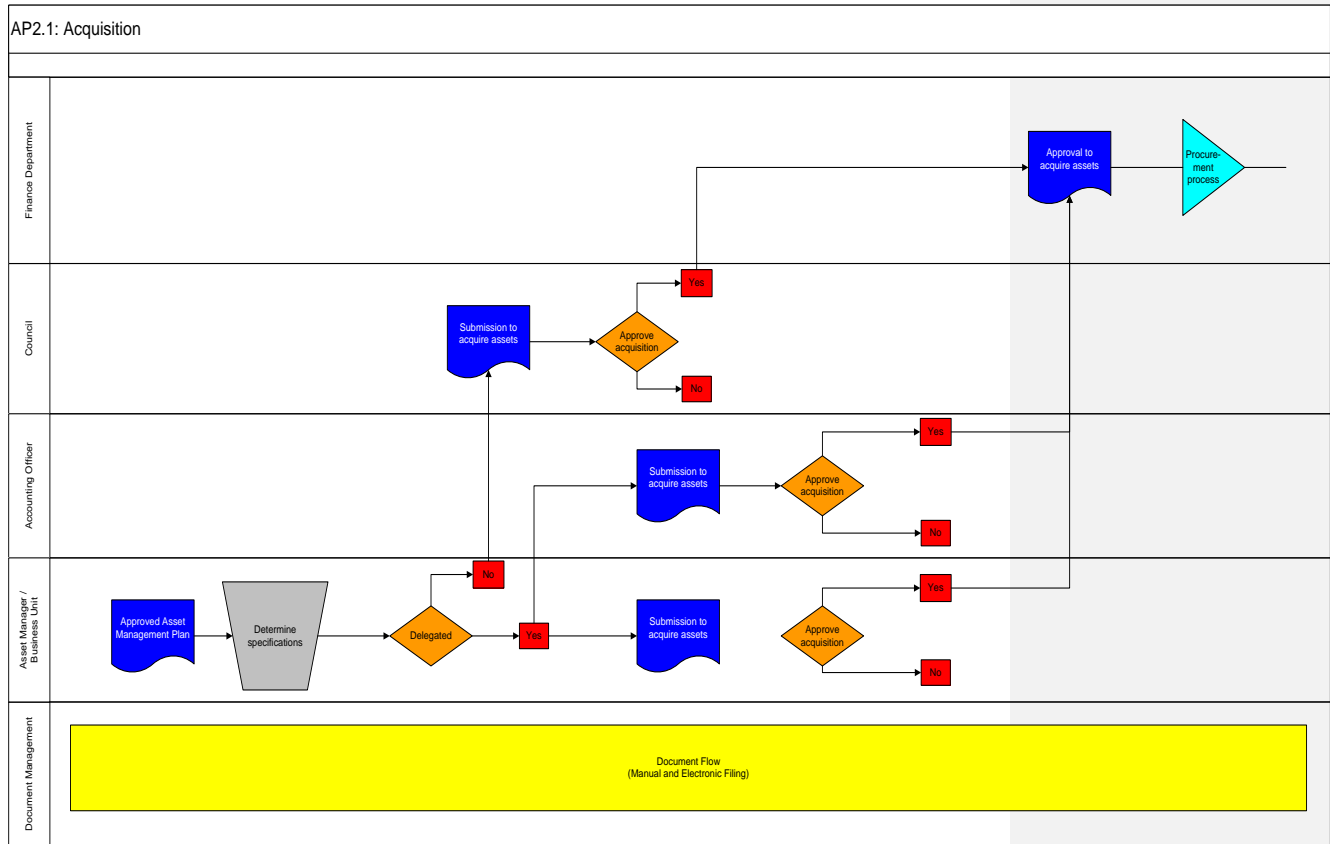 AP2.1: Acquisition
Finance Department
Approval to
acquire assets
Procure-
ment
process
Council
Yes
Submission to
acquire assets
Approve
acquisition
No
Accounting Officer
Yes
Submission to
acquire assets
Approve
acquisition
No
Asset Manager /
Business Unit
No
Yes
Approved Asset
Management Plan
Determine
specifications
Delegated
Yes
Submission to
acquire assets
Approve
acquisition
No
Document Management
Document Flow
(Manual and Electronic Filing)